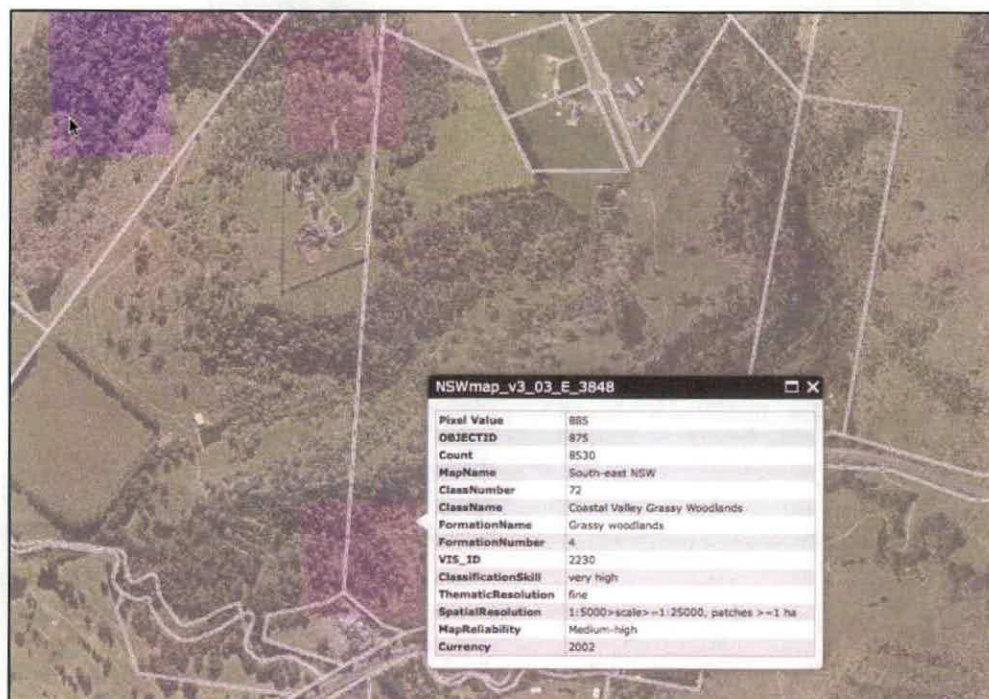 NSWmap_v3_03_E_3848
Pixel Value 885
OBJECTID 875
Count 8530
MapName South-east NSW
ClassNumber 72
ClassName Coastal Valley Grassy Woodlands
FormationName Grassy woodlands
FormationNumber 4
VIS_ID 2230
ClassificationSkill very high
ThematicResolution fine
SpatialResolution 1:5000>scale>=1:25000, patches >=1 ha
MapReliability Medium-high
Currency 2002